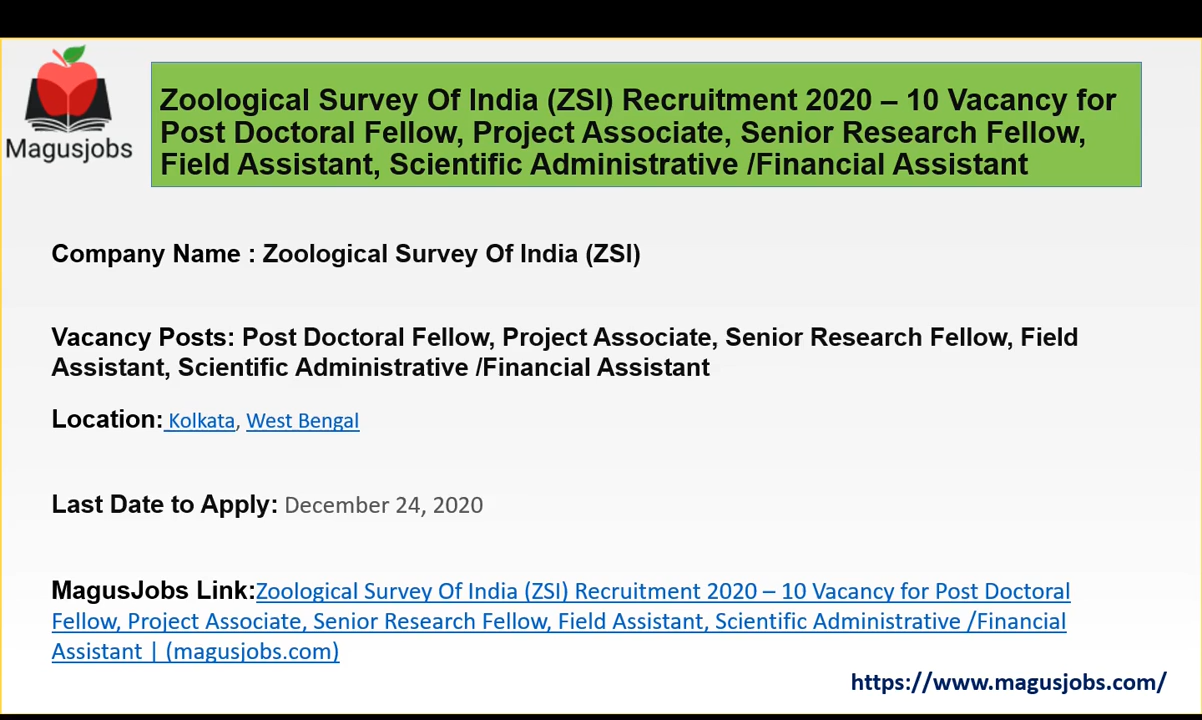 Magusjobs
Zoological Survey Of India (ZSI) Recruitment 2020 – 10 Vacancy for
Post Doctoral Fellow, Project Associate, Senior Research Fellow,
Field Assistant, Scientific Administrative /Financial Assistant
Company Name : Zoological Survey Of India (ZSI)
Vacancy Posts: Post Doctoral Fellow, Project Associate, Senior Research Fellow, Field
Assistant, Scientific Administrative /Financial Assistant
Location: Kolkata, West Bengal
Last Date to Apply: December 24, 2020
MagusJobs Link:Zoological Survey Of India (ZSI) Recruitment 2020 – 10 Vacancy for Post Doctoral
Fellow, Project Associate, Senior Research Fellow, Field Assistant, Scientific Administrative /Financial
Assistant | (magusjobs.com)
https://www.magusjobs.com/